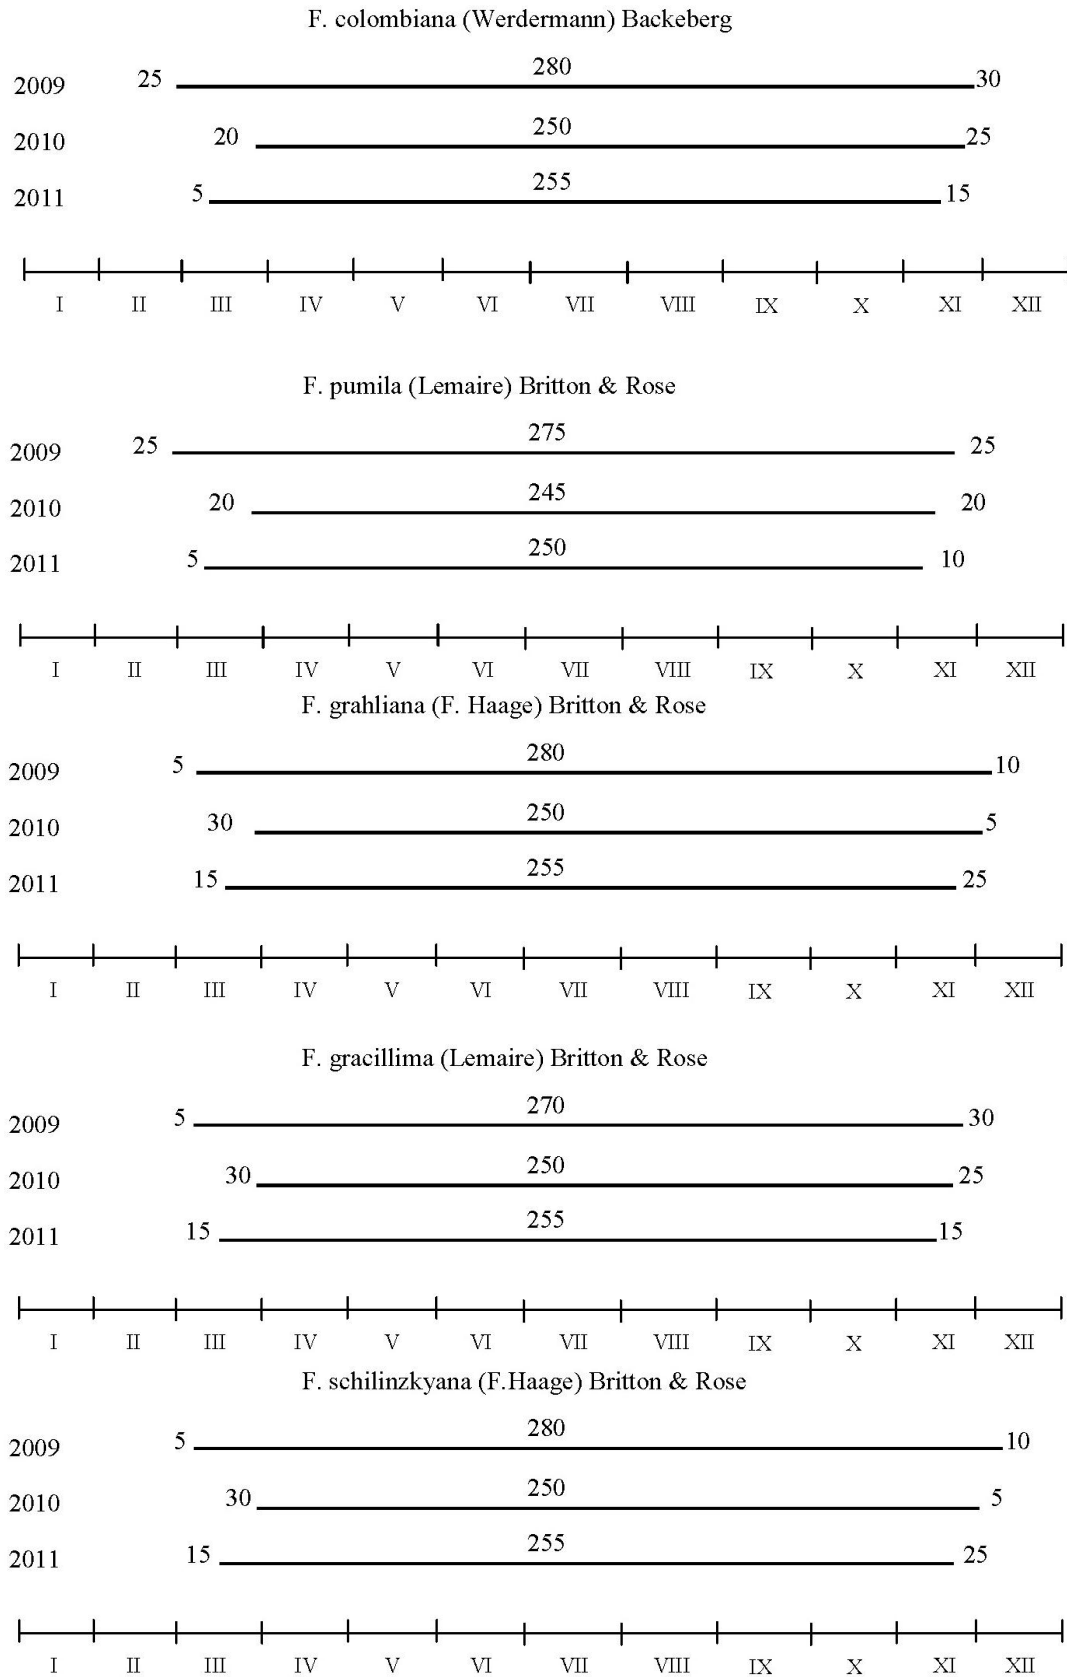 F. colombiana (Werdermann) Backeberg
2009 25 280 30
2010 20 250 25
2011 5 255 15
I II III IV V VI VII VIII IX X XI XII
F. pumila (Lemaire) Britton & Rose
2009 25 275 25
2010 20 245 20
2011 5 250 10
I II III IV V VI VII VIII IX X XI XII
F. grahliana (F. Haage) Britton & Rose
2009 5 280 10
2010 30 250 5
2011 15 255 25
I II III IV V VI VII VIII IX X XI XII
F. gracillima (Lemaire) Britton & Rose
2009 5 270 30
2010 30 250 25
2011 15 255 15
I II III IV V VI VII VIII IX X XI XII
F. schilinzkyana (F.Haage) Britton & Rose
2009 5 280 10
2010 30 250 5
2011 15 255 25
I II III IV V VI VII VIII IX X XI XII